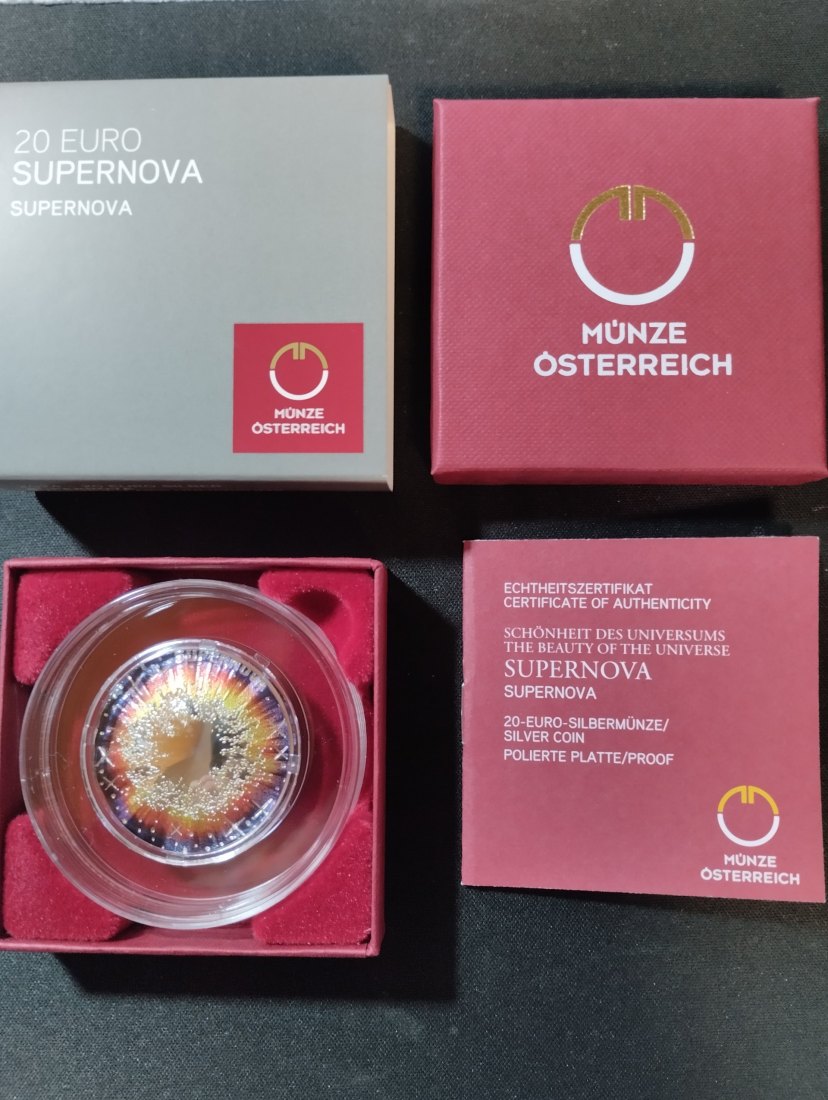 20 EURO
SUPERNOVA
SUPERNOVA
MÜNZE
ÖSTERREICH
MÜNZE
ÖSTERREICH
ECHTHEITSZERTIFIKAT
CERTIFICATE OF AUTHENTICITY
SCHÖNHEIT DES UNIVERSUMS
THE BEAUTY OF THE UNIVERSE
SUPERNOVA
SUPERNOVA
20-EURO-SILBERMÜNZE/
SILVER COIN
POLIERTE PLATTE/PROOF
MÜNZE
ÖSTERREICH